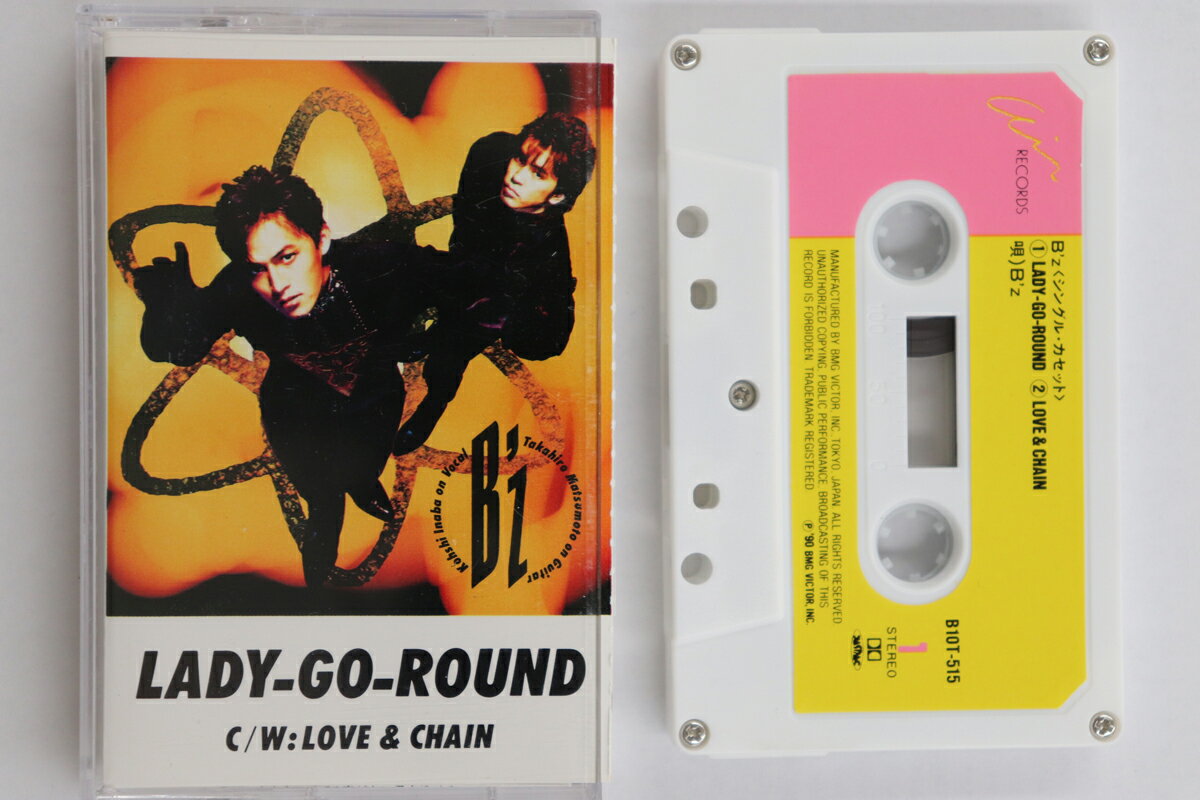 B'z
Takahiro Matsumoto on Guitar
Kohshi Inaba on Vocal
LADY-GO-ROUND
C/W: LOVE & CHAIN
Air
RECORDS
B'z〈シングル・カセット〉
① LADY-GO-ROUND ② LOVE & CHAIN
唄) B'z
MANUFACTURED BY BMG VICTOR INC. TOKYO JAPAN ALL RIGHTS RESERVED
UNAUTHORIZED COPYING PUBLIC PERFORMANCE BROADCASTING OF THIS
RECORD IS FORBIDDEN TRADEMARK REGISTERED Ⓟ '90 BMG VICTOR, INC.
100 50 0
B10T-515
1
STEREO